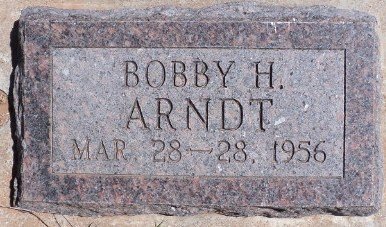 BOBBY H.
ARNDT
MAR. 28-28, 1956